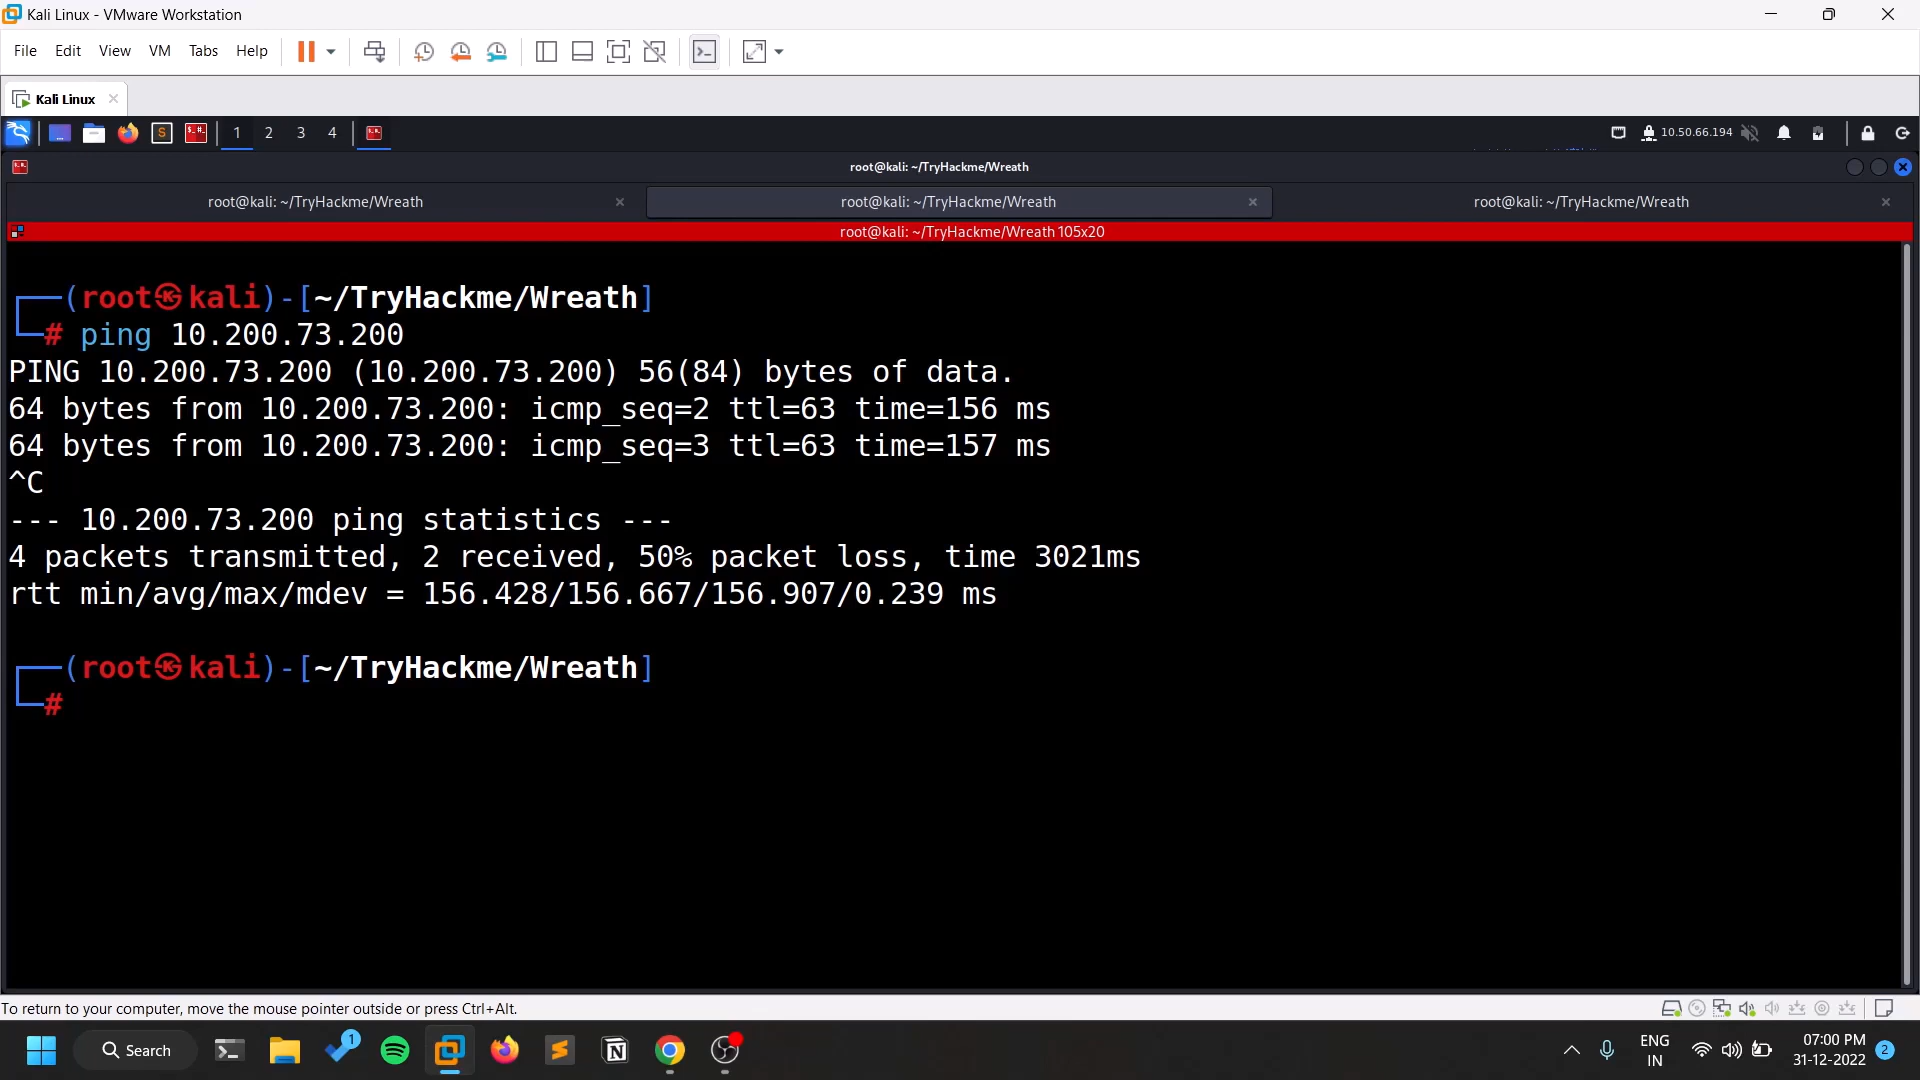 Kali Linux - VMware Workstation
File Edit View VM Tabs Help
Kali Linux
1 2 3 4
10.50.66.194
root@kali: ~/TryHackme/Wreath
root@kali: ~/TryHackme/Wreath root@kali: ~/TryHackme/Wreath root@kali: ~/TryHackme/Wreath
root@kali: ~/TryHackme/Wreath 105x20
┌──(root㉿kali)-[~/TryHackme/Wreath]
└─# ping 10.200.73.200
PING 10.200.73.200 (10.200.73.200) 56(84) bytes of data.
64 bytes from 10.200.73.200: icmp_seq=2 ttl=63 time=156 ms
64 bytes from 10.200.73.200: icmp_seq=3 ttl=63 time=157 ms
^C
--- 10.200.73.200 ping statistics ---
4 packets transmitted, 2 received, 50% packet loss, time 3021ms
rtt min/avg/max/mdev = 156.428/156.667/156.907/0.239 ms
┌──(root㉿kali)-[~/TryHackme/Wreath]
└─#
To return to your computer, move the mouse pointer outside or press Ctrl+Alt.
Search
1
ENG
IN
07:00 PM
31-12-2022
2